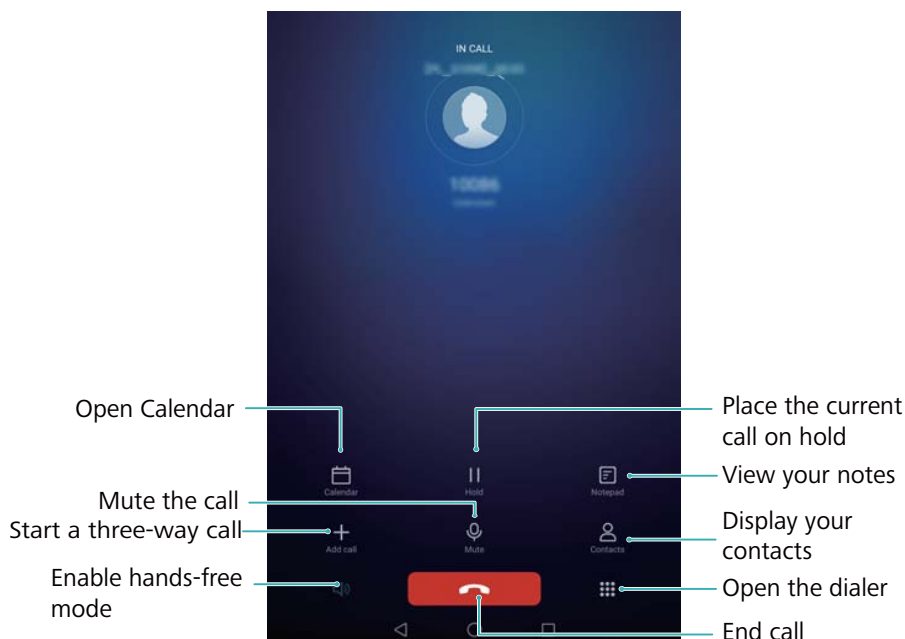 IN CALL
10086
Open Calendar
Place the current
call on hold
Calendar
Hold
Notepad
View your notes
Mute the call
Start a three-way call
Add call
Mute
Contacts
Display your
contacts
Enable hands-free
mode
Open the dialer
End call